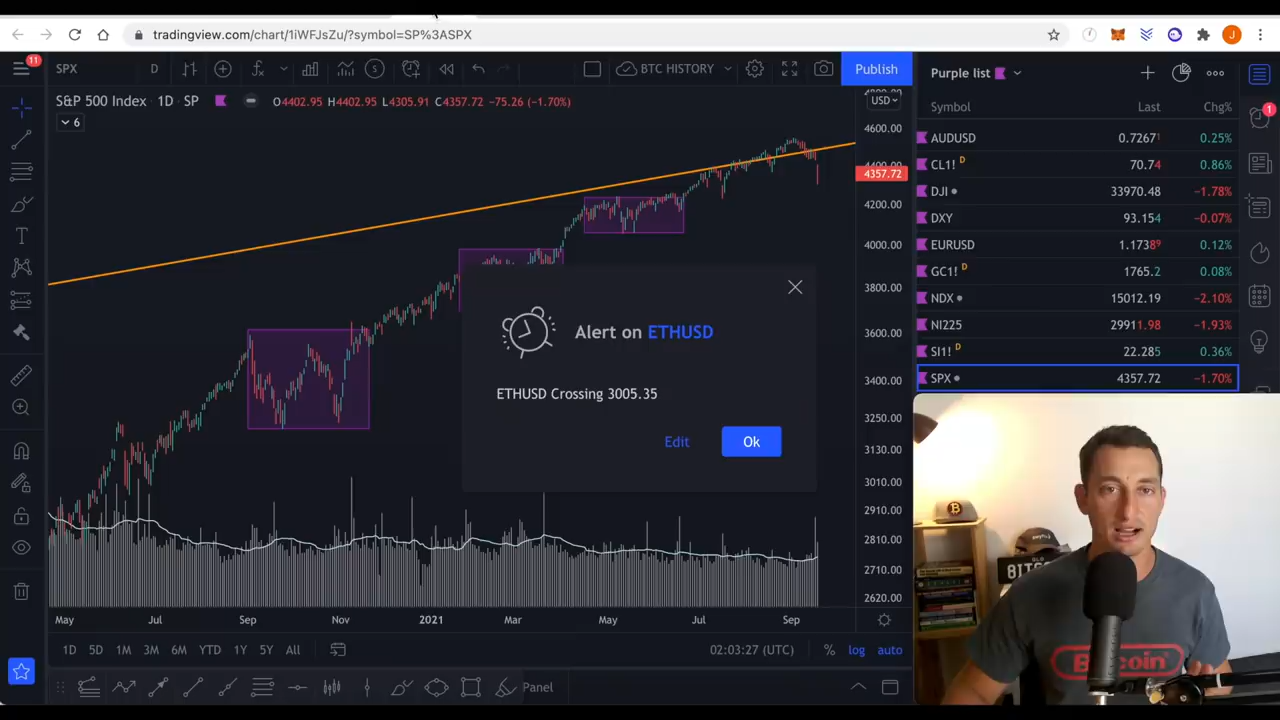 tradingview.com/chart/1iWFJsZu/?symbol=SP%3ASPX
J
11
SPX
D
BTC HISTORY
Publish
Purple list
S&P 500 Index · 1D · SP
O4402.95 H4402.95 L4305.91 C4357.72 −75.26 (−1.70%)
USD
6
Symbol Last Chg%
1
AUDUSD 0.72671 0.25%
CL1! D 70.74 0.86%
DJI 33970.48 −1.78%
DXY 93.154 −0.07%
EURUSD 1.17389 0.12%
GC1! D 1765.2 0.08%
NDX 15012.19 −2.10%
NI225 29911.98 −1.93%
SI1! D 22.285 0.36%
SPX 4357.72 −1.70%
4600.00
4400.00
4357.72
4200.00
4000.00
3800.00
3600.00
3400.00
3250.00
3130.00
3010.00
2910.00
2810.00
2710.00
2620.00
Alert on ETHUSD
ETHUSD Crossing 3005.35
Edit
Ok
May Jul Sep Nov 2021 Mar May Jul Sep
1D 5D 1M 3M 6M YTD 1Y 5Y All
02:03:27 (UTC)
% log auto
Panel
Bitcoin